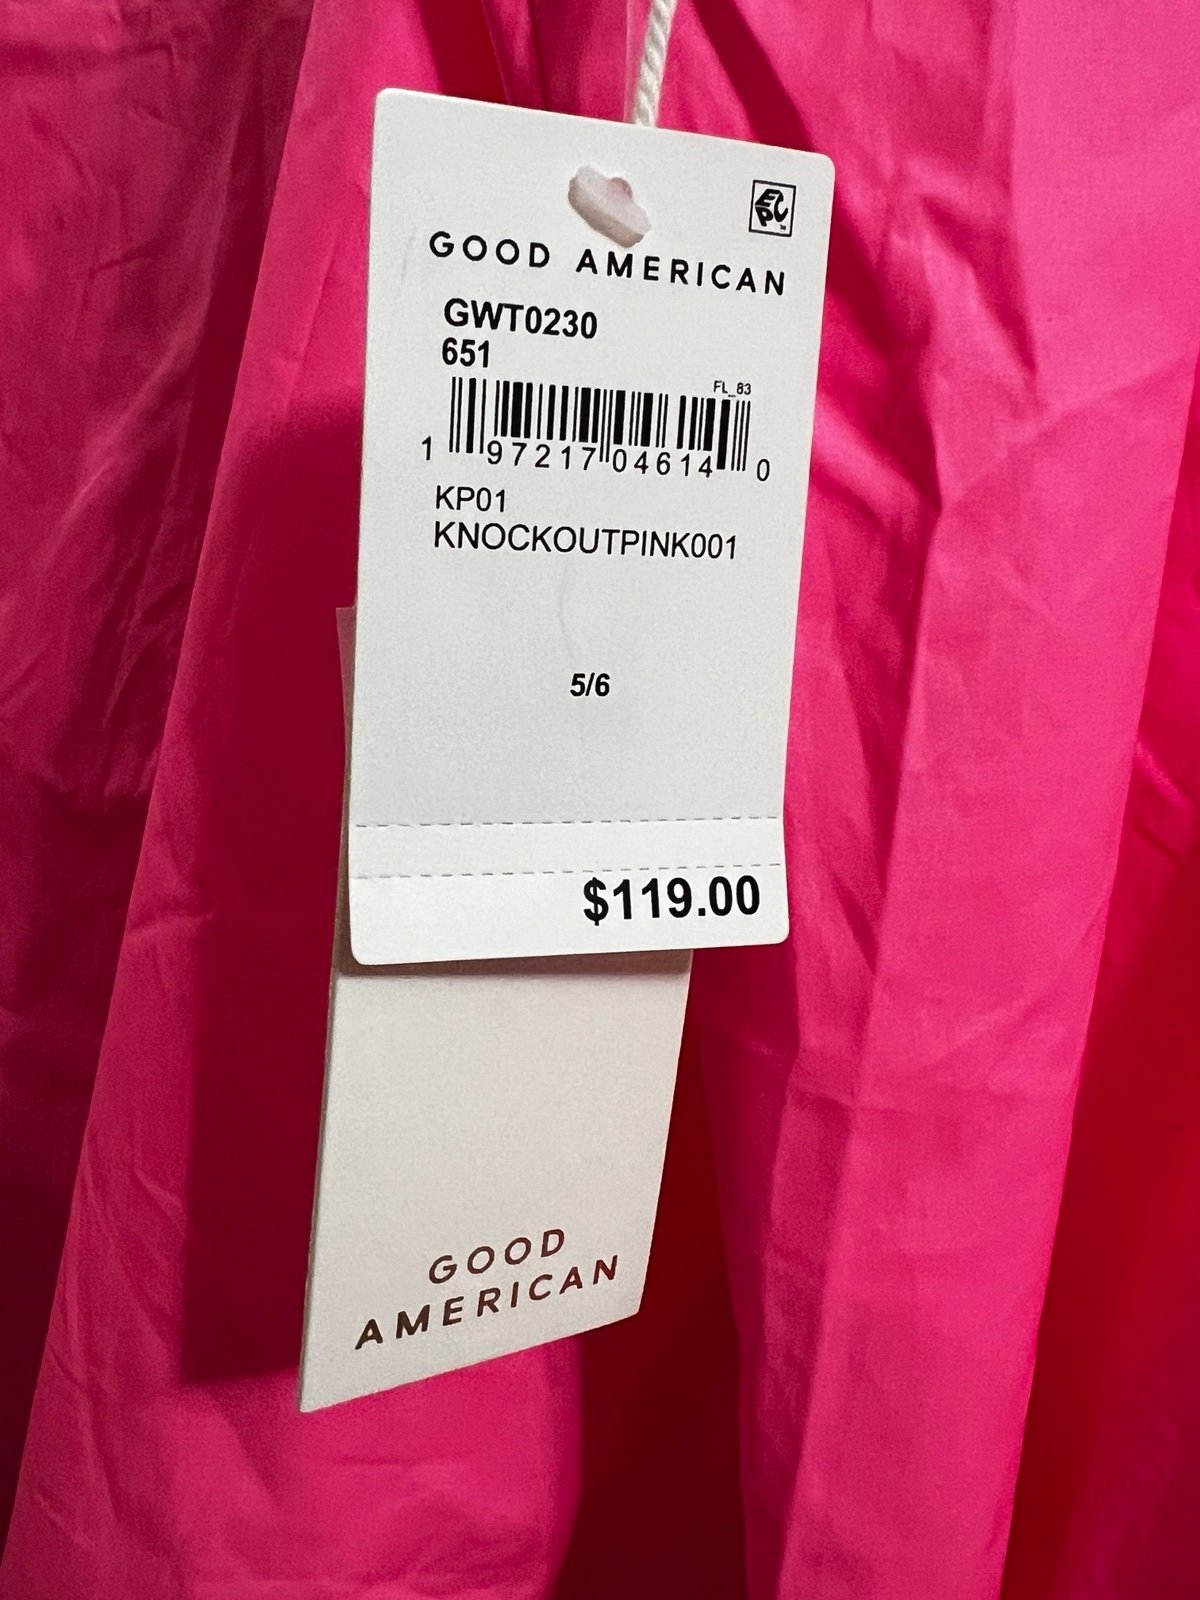 EPC
GOOD AMERICAN
GWT0230
651
FL_83
1 97217 04614 0
KP01
KNOCKOUTPINK001
5/6
$119.00
GOOD
AMERICAN